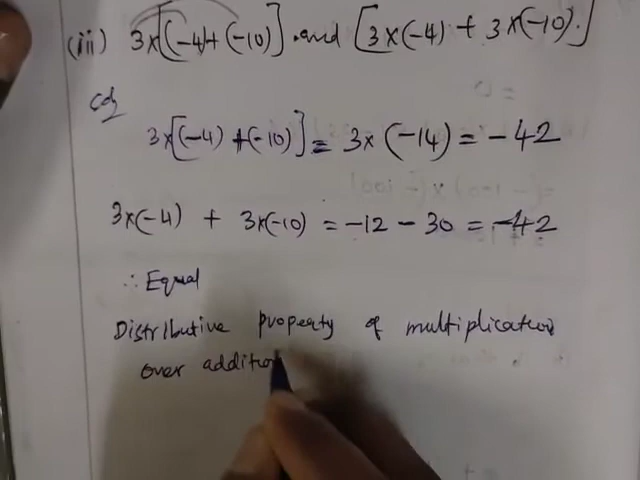 (iii) 3×[(-4)+(-10)] and [3×(-4) + 3×(-10).]
3×[(-4) +(-10)] = 3×(-14) = -42
3×(-4) + 3×(-10) = -12 - 30 = -42
∴ Equal
Distributive property of multiplication
over addition